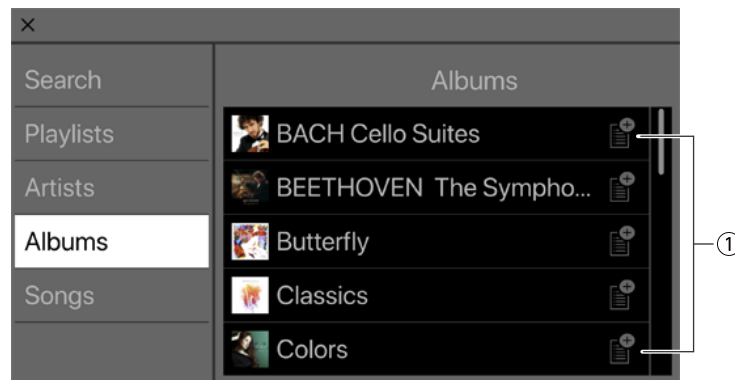 ×
Search
Playlists
Artists
Albums
Songs
Albums
BACH Cello Suites
BEETHOVEN The Sympho...
Butterfly
Classics
Colors
①